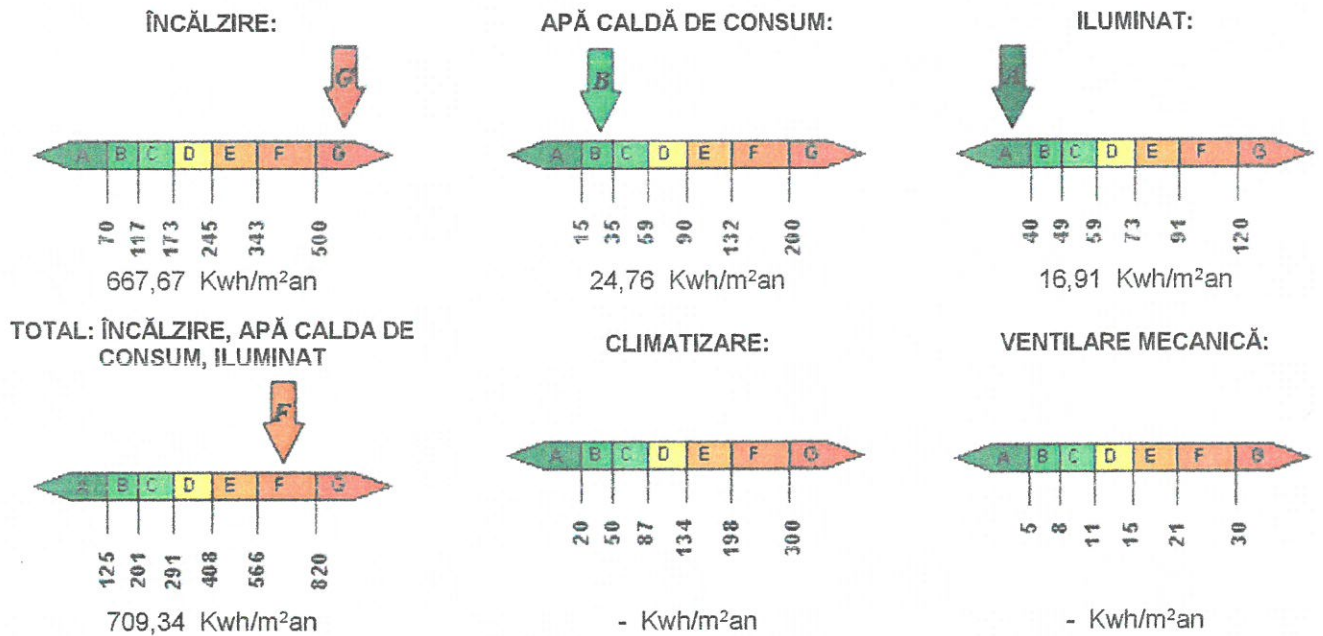 ÎNCĂLZIRE:
G
A B C D E F G
70 117 173 245 343 500
667,67 Kwh/m²an
APĂ CALDĂ DE CONSUM:
B
A B C D E F G
15 35 59 90 132 200
24,76 Kwh/m²an
ILUMINAT:
A
A B C D E F G
40 49 59 73 91 120
16,91 Kwh/m²an
TOTAL: ÎNCĂLZIRE, APĂ CALDA DE
CONSUM, ILUMINAT
F
A B C D E F G
125 201 291 408 566 820
709,34 Kwh/m²an
CLIMATIZARE:
A B C D E F G
20 50 87 134 198 300
- Kwh/m²an
VENTILARE MECANICĂ:
A B C D E F G
5 8 11 15 21 30
- Kwh/m²an